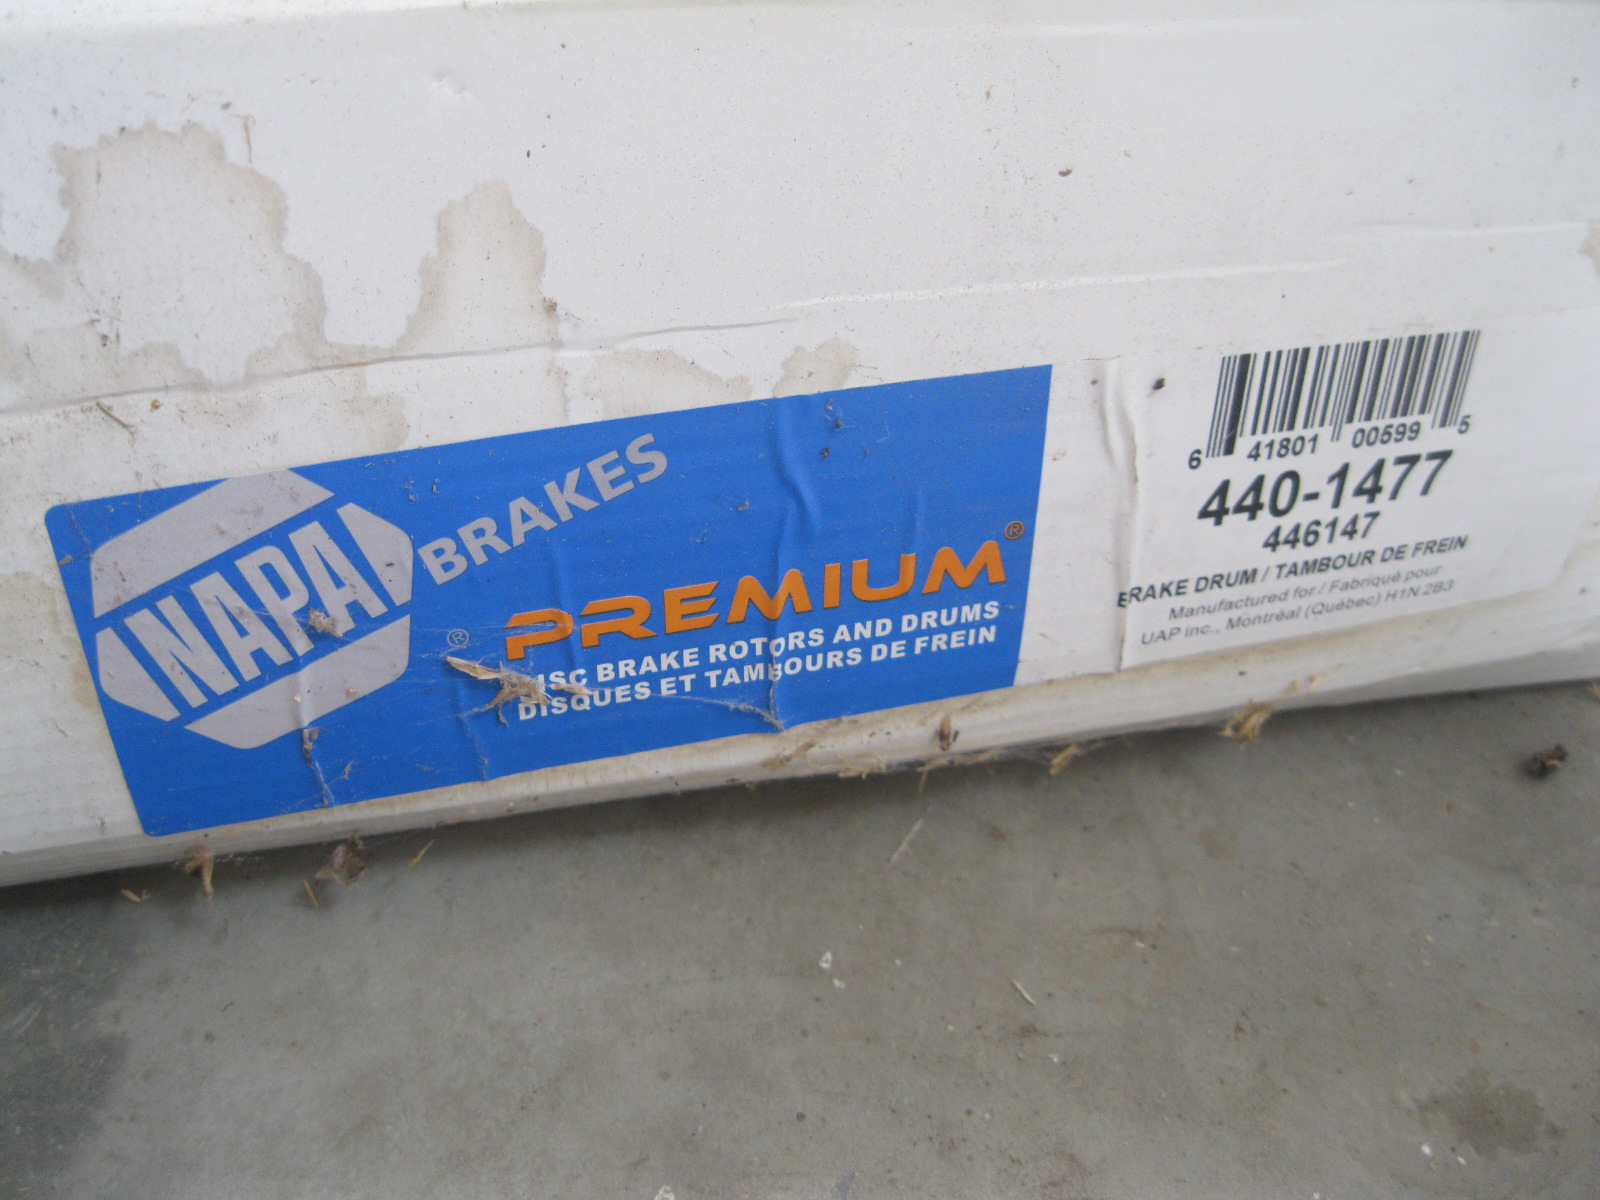 NAPA
®
BRAKES
PREMIUM®
DISC BRAKE ROTORS AND DRUMS
DISQUES ET TAMBOURS DE FREIN
6 41801 00599 5
440-1477
446147
BRAKE DRUM / TAMBOUR DE FREIN
Manufactured for / Fabriqué pour
UAP inc., Montréal (Québec) H1N 2B3